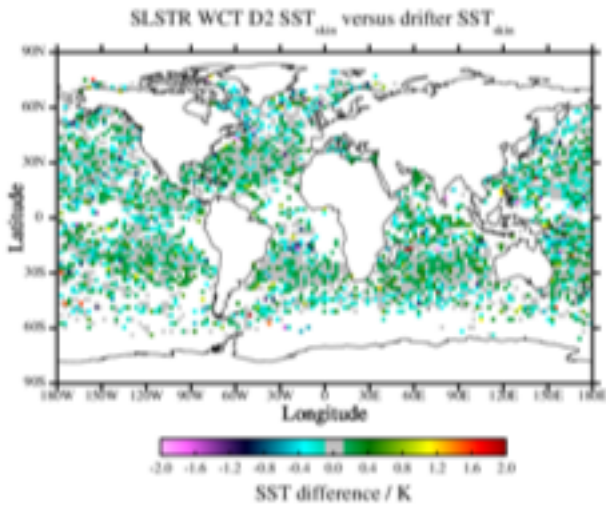 SLSTR WCT D2 SST skin versus drifter SST skin
90N
60N
30N
0
30S
60S
90S
Latitude
180W 150W 120W 90W 60W 30W 0 30E 60E 90E 120E 150E 180E
Longitude
-2.0 -1.6 -1.2 -0.8 -0.4 0.0 0.4 0.8 1.2 1.6 2.0
SST difference / K